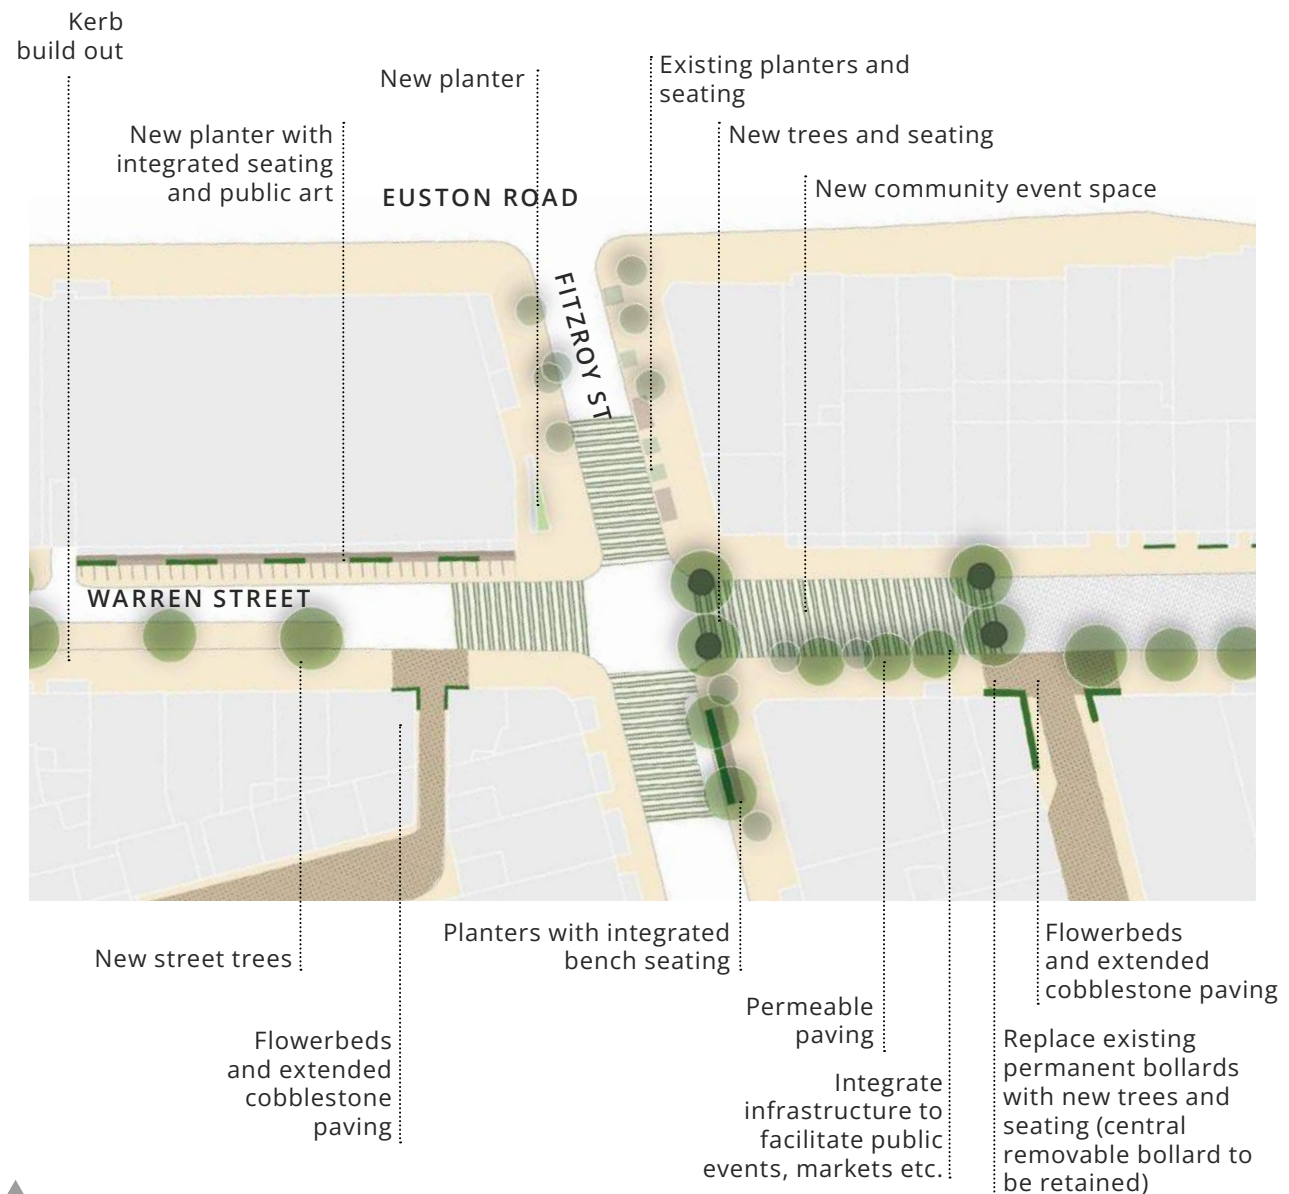 Kerb
build out
New planter
Existing planters and
seating
New planter with
integrated seating
and public art
New trees and seating
New community event space
EUSTON ROAD
FITZROY ST
WARREN STREET
New street trees
Planters with integrated
bench seating
Flowerbeds
and extended
cobblestone paving
Permeable
paving
Flowerbeds
and extended
cobblestone
paving
Integrate
infrastructure to
facilitate public
events, markets etc.
Replace existing
permanent bollards
with new trees and
seating (central
removable bollard to
be retained)